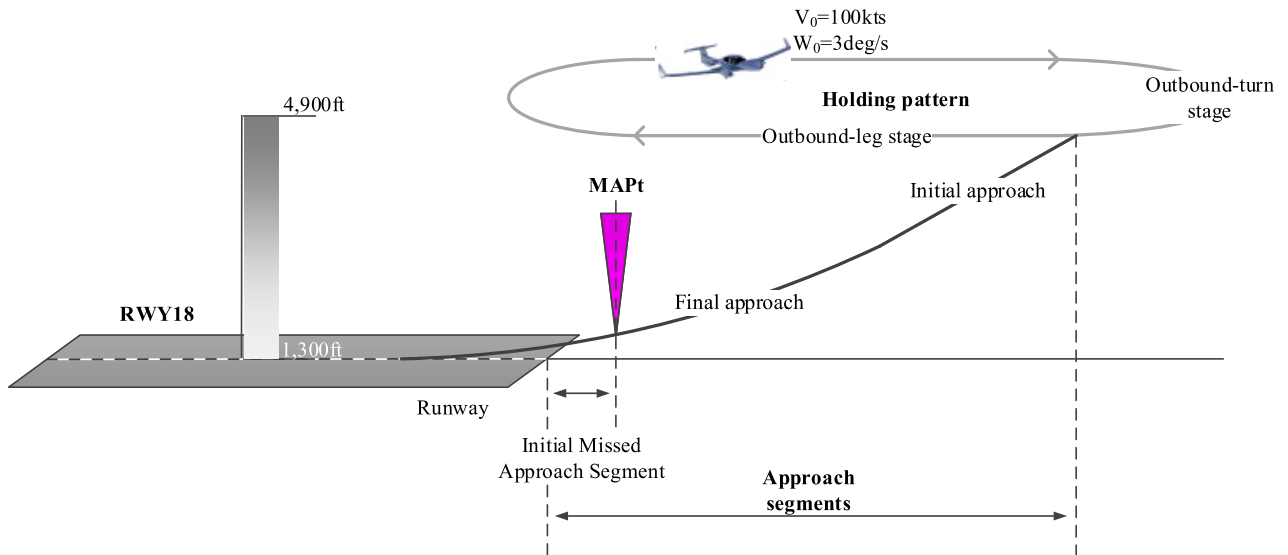 V₀=100kts
W₀=3deg/s
Outbound-turn
stage
Holding pattern
4,900ft
Outbound-leg stage
MAPt
Initial approach
Final approach
RWY18
1,300ft
Runway
Initial Missed
Approach Segment
Approach
segments